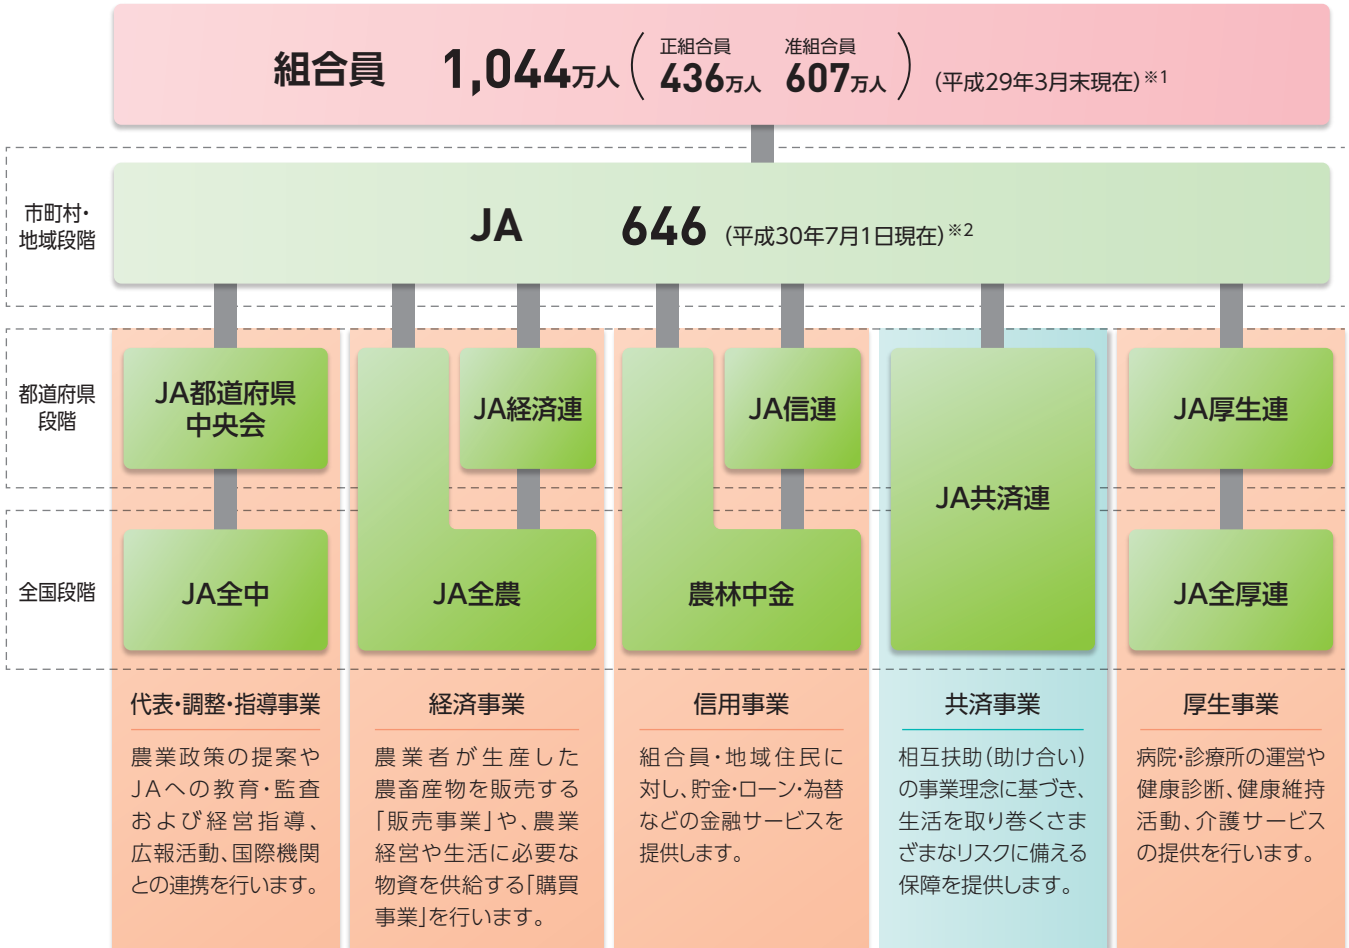 組合員 1,044万人 (正組合員 436万人 准組合員 607万人) (平成29年3月末現在)※1
市町村・
地域段階
JA 646 (平成30年7月1日現在)※2
都道府県
段階
JA都道府県
中央会
JA経済連
JA信連
JA共済連
JA厚生連
全国段階
JA全中
JA全農
農林中金
JA全厚連
代表・調整・指導事業
農業政策の提案や
JAへの教育・監査
および経営指導、
広報活動、国際機関
との連携を行います。
経済事業
農業者が生産した
農畜産物を販売する
「販売事業」や、農業
経営や生活に必要な
物資を供給する「購買
事業」を行います。
信用事業
組合員・地域住民に
対し、貯金・ローン・為替
などの金融サービスを
提供します。
共済事業
相互扶助(助け合い)
の事業理念に基づき、
生活を取り巻くさま
ざまなリスクに備える
保障を提供します。
厚生事業
病院・診療所の運営や
健康診断、健康維持
活動、介護サービス
の提供を行います。